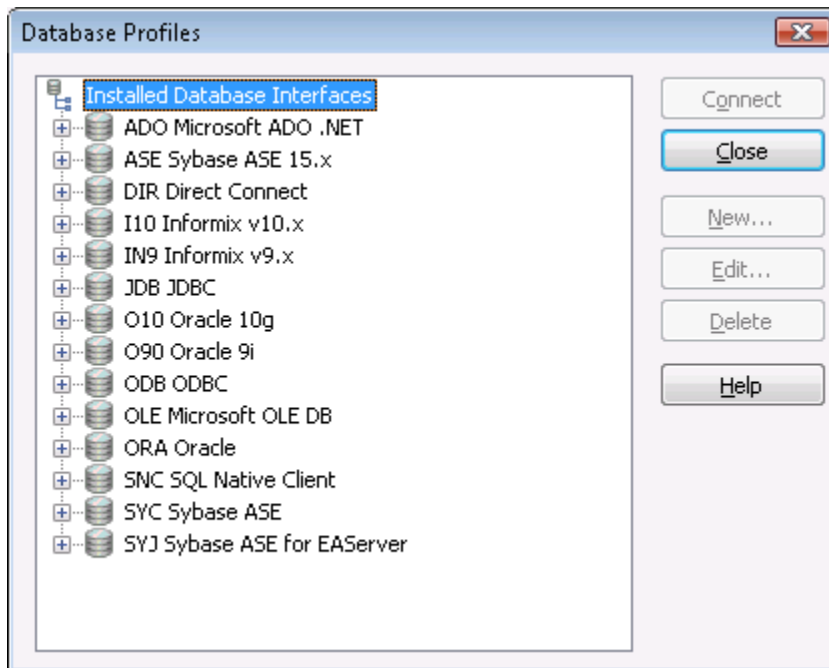 Database Profiles
Installed Database Interfaces
ADO Microsoft ADO .NET
ASE Sybase ASE 15.x
DIR Direct Connect
I10 Informix v10.x
IN9 Informix v9.x
JDB JDBC
O10 Oracle 10g
O90 Oracle 9i
ODB ODBC
OLE Microsoft OLE DB
ORA Oracle
SNC SQL Native Client
SYC Sybase ASE
SYJ Sybase ASE for EAServer
Connect
Close
New...
Edit...
Delete
Help